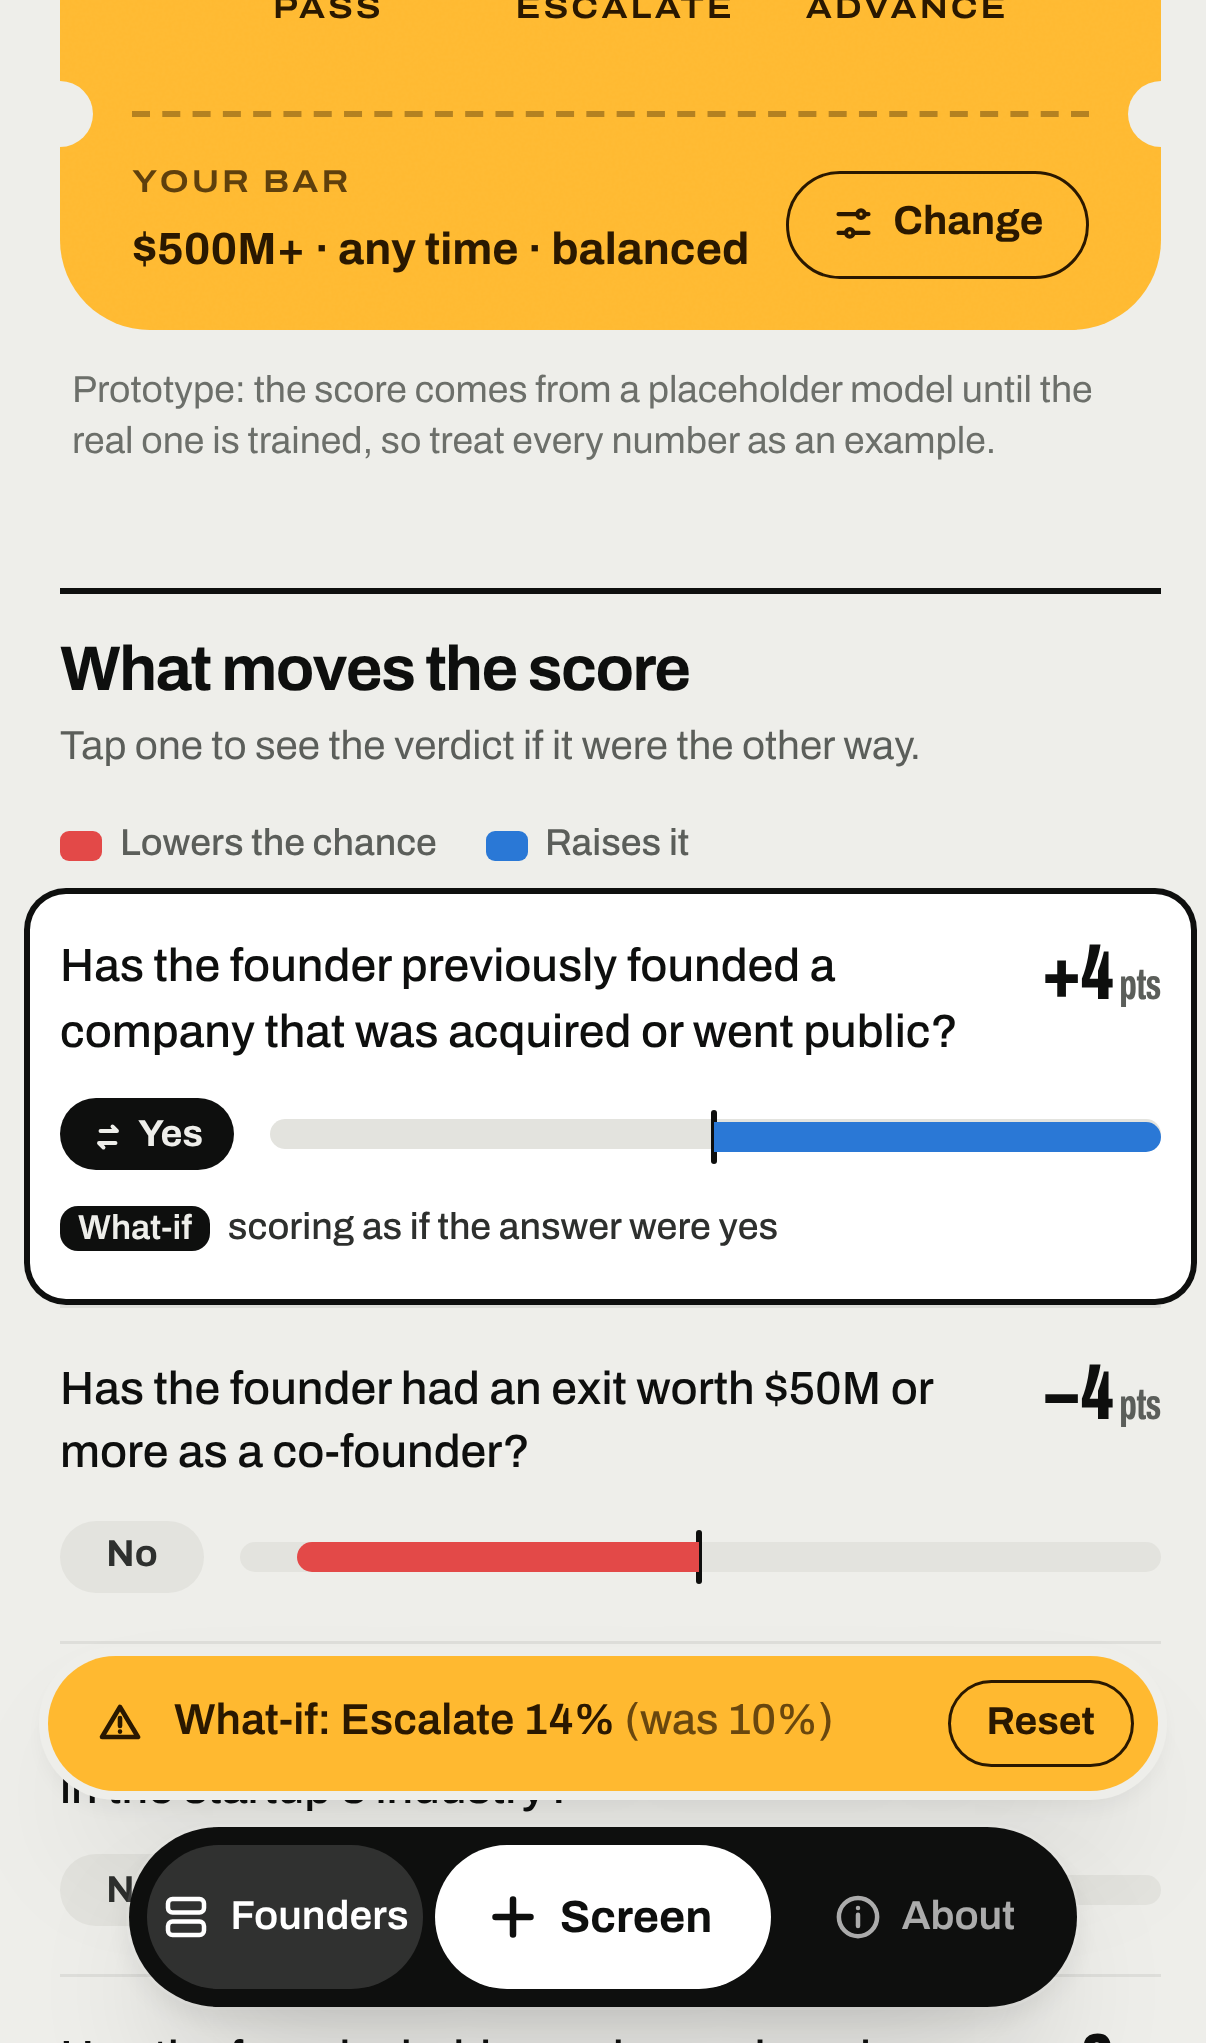 PASS ESCALATE ADVANCE
YOUR BAR
$500M+ · any time · balanced
Change
Prototype: the score comes from a placeholder model until the
real one is trained, so treat every number as an example.
What moves the score
Tap one to see the verdict if it were the other way.
Lowers the chance Raises it
Has the founder previously founded a
company that was acquired or went public?
+4 pts
Yes
What-if scoring as if the answer were yes
Has the founder had an exit worth $50M or
more as a co-founder?
−4 pts
No
What-if: Escalate 14% (was 10%)
Reset
in the startup's industry?
Founders
Screen
About